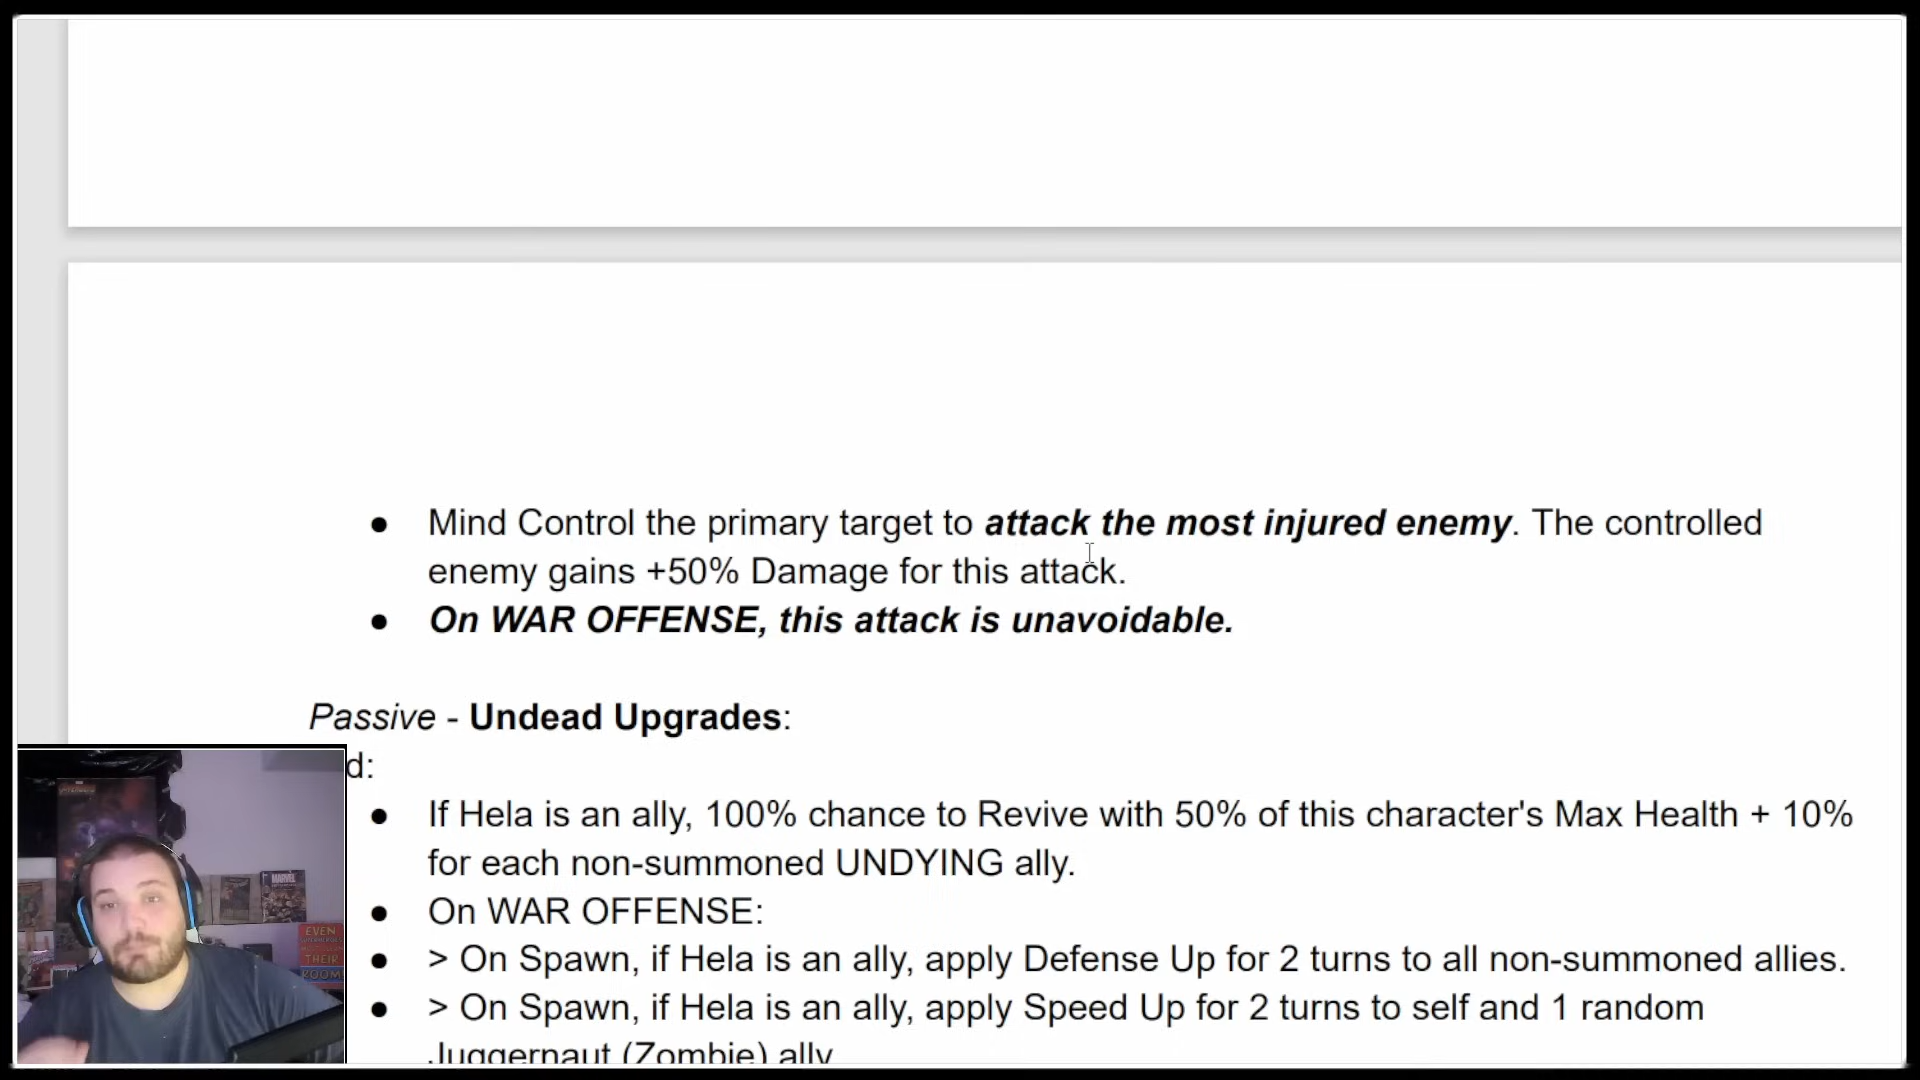 ● Mind Control the primary target to attack the most injured enemy. The controlled
enemy gains +50% Damage for this attack.
● On WAR OFFENSE, this attack is unavoidable.
Passive - Undead Upgrades:
d:
● If Hela is an ally, 100% chance to Revive with 50% of this character's Max Health + 10%
for each non-summoned UNDYING ally.
● On WAR OFFENSE:
● > On Spawn, if Hela is an ally, apply Defense Up for 2 turns to all non-summoned allies.
● > On Spawn, if Hela is an ally, apply Speed Up for 2 turns to self and 1 random
Juggernaut (Zombie) ally
MARVEL
EVEN
THEIR
ROOM